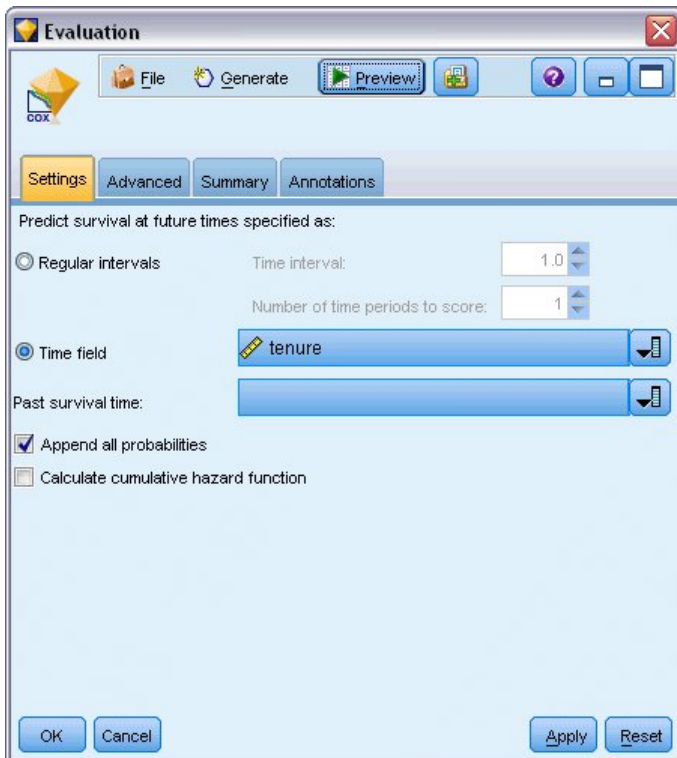 Evaluation
File Generate Preview
COX
Settings Advanced Summary Annotations
Predict survival at future times specified as:
Regular intervals Time interval: 1.0
Number of time periods to score: 1
Time field tenure
Past survival time:
Append all probabilities
Calculate cumulative hazard function
OK Cancel Apply Reset